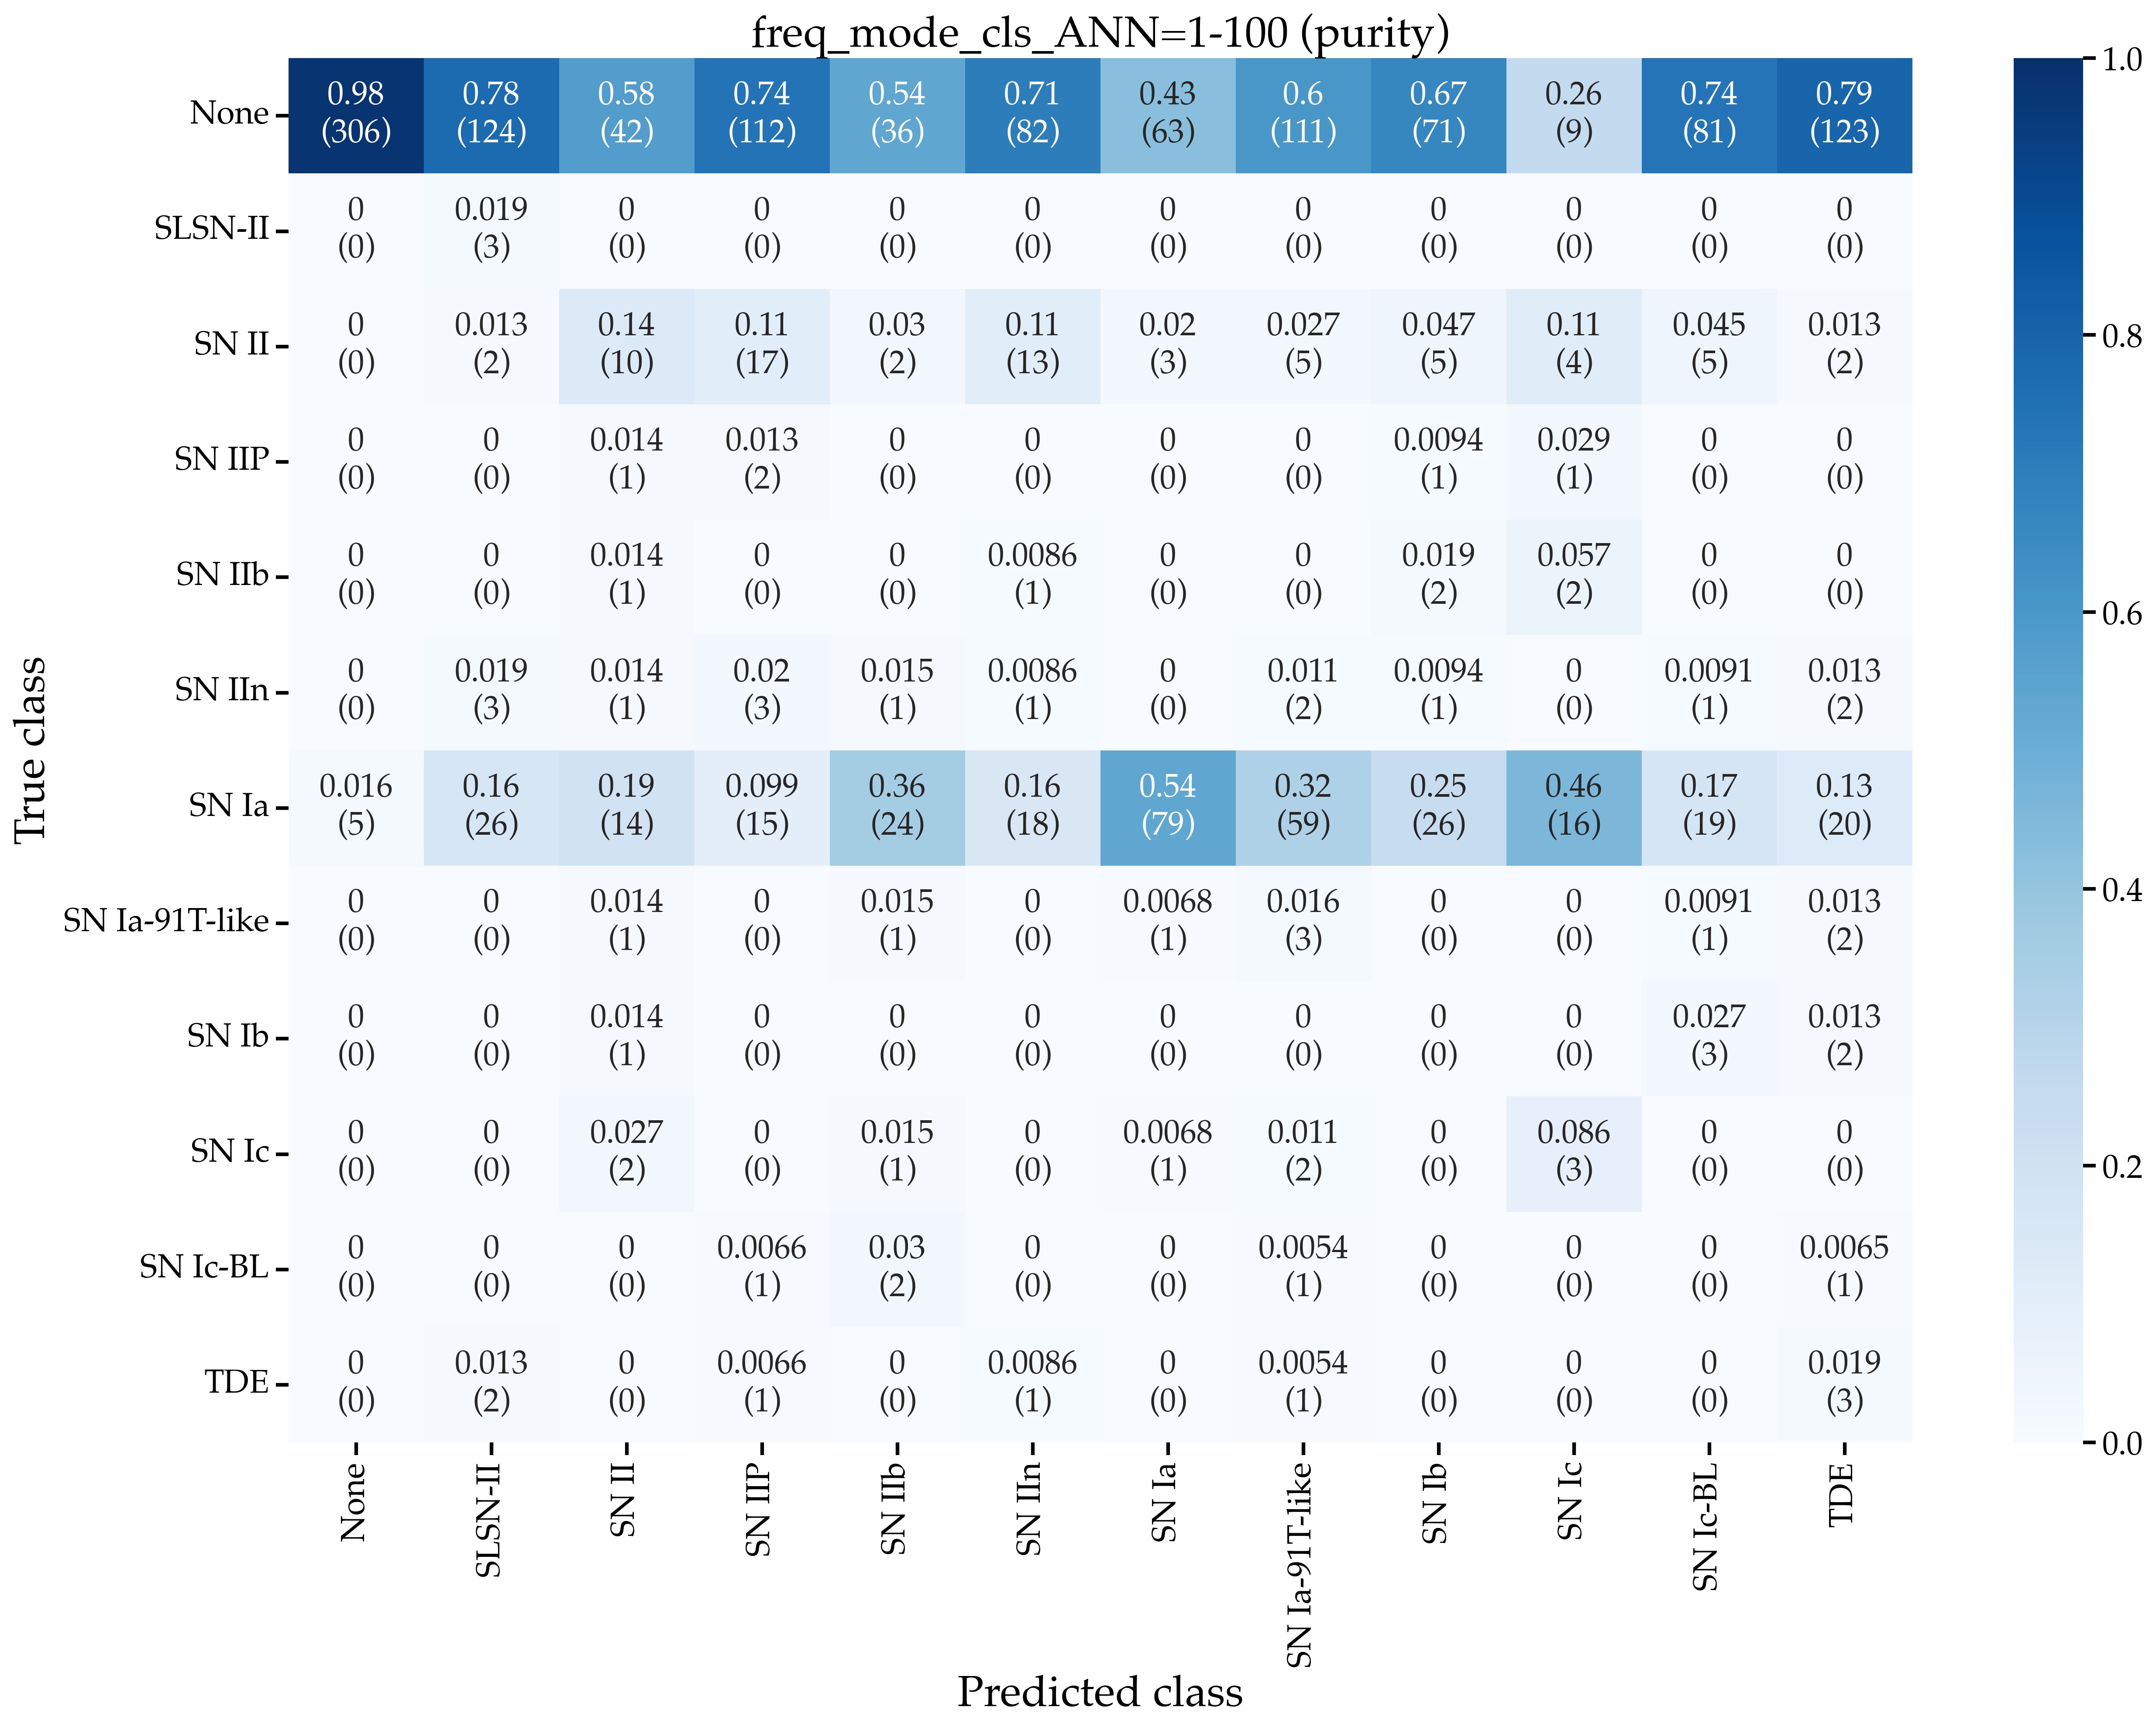 freq_mode_cls_ANN=1-100 (purity)
None 0.98 0.78 0.58 0.74 0.54 0.71 0.43 0.6 0.67 0.26 0.74 0.79
(306) (124) (42) (112) (36) (82) (63) (111) (71) (9) (81) (123)
SLSN-II 0 0.019 0 0 0 0 0 0 0 0 0 0
(0) (3) (0) (0) (0) (0) (0) (0) (0) (0) (0) (0)
SN II 0 0.013 0.14 0.11 0.03 0.11 0.02 0.027 0.047 0.11 0.045 0.013
(0) (2) (10) (17) (2) (13) (3) (5) (5) (4) (5) (2)
SN IIP 0 0 0.014 0.013 0 0 0 0 0.0094 0.029 0 0
(0) (0) (1) (2) (0) (0) (0) (0) (1) (1) (0) (0)
SN IIb 0 0 0.014 0 0 0.0086 0 0 0.019 0.057 0 0
(0) (0) (1) (0) (0) (1) (0) (0) (2) (2) (0) (0)
SN IIn 0 0.019 0.014 0.02 0.015 0.0086 0 0.011 0.0094 0 0.0091 0.013
(0) (3) (1) (3) (1) (1) (0) (2) (1) (0) (1) (2)
SN Ia 0.016 0.16 0.19 0.099 0.36 0.16 0.54 0.32 0.25 0.46 0.17 0.13
(5) (26) (14) (15) (24) (18) (79) (59) (26) (16) (19) (20)
SN Ia-91T-like 0 0 0.014 0 0.015 0 0.0068 0.016 0 0 0.0091 0.013
(0) (0) (1) (0) (1) (0) (1) (3) (0) (0) (1) (2)
SN Ib 0 0 0.014 0 0 0 0 0 0 0 0.027 0.013
(0) (0) (1) (0) (0) (0) (0) (0) (0) (0) (3) (2)
SN Ic 0 0 0.027 0 0.015 0 0.0068 0.011 0 0.086 0 0
(0) (0) (2) (0) (1) (0) (1) (2) (0) (3) (0) (0)
SN Ic-BL 0 0 0 0.0066 0.03 0 0 0.0054 0 0 0 0.0065
(0) (0) (0) (1) (2) (0) (0) (1) (0) (0) (0) (1)
TDE 0 0.013 0 0.0066 0 0.0086 0 0.0054 0 0 0 0.019
(0) (2) (0) (1) (0) (1) (0) (1) (0) (0) (0) (3)
None SLSN-II SN II SN IIP SN IIb SN IIn SN Ia SN Ia-91T-like SN Ib SN Ic SN Ic-BL TDE
Predicted class
True class
1.0
0.8
0.6
0.4
0.2
0.0